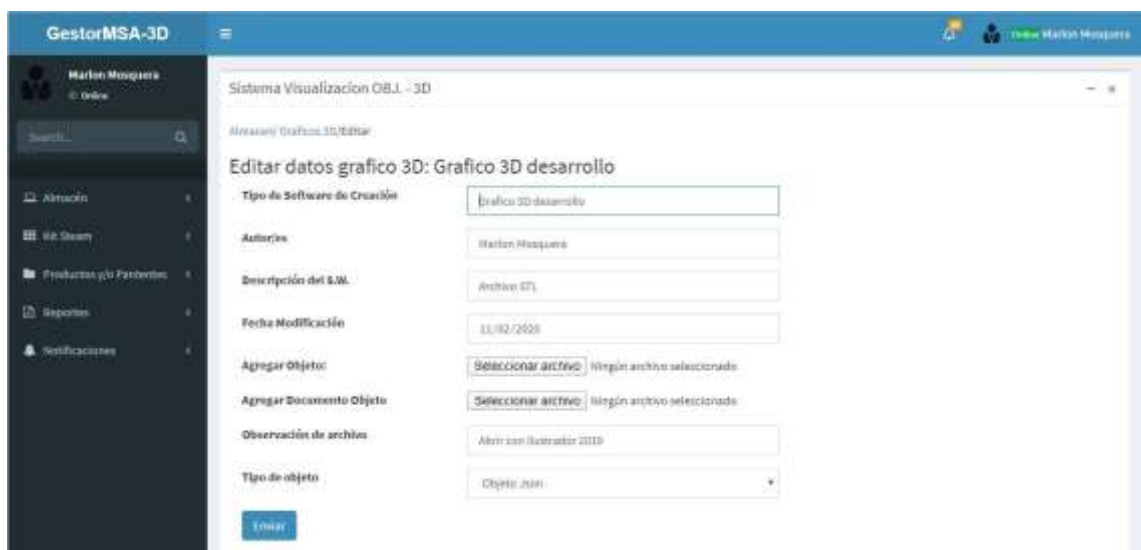 GestorMSA-3D
Online Marlon Mosquera
Marlon Mosquera
Online
Search...
Almacén
Kit Steam
Productos y/o Pantentes
Reportes
Notificaciones
Sistema Visualizacion OBJ. - 3D
Almacen/ Graficos 3D/Editar
Editar datos grafico 3D: Grafico 3D desarrollo
Tipo de Software de Creación
Grafico 3D desarrollo
Autor/es
Marlon Mosquera
Descripción del S.W.
Archivo STL
Fecha Modificación
11/02/2020
Agregar Objeto:
Seleccionar archivo Ningún archivo seleccionado
Agregar Documento Objeto
Seleccionar archivo Ningún archivo seleccionado
Observación de archivo
Abrir con Ilustrador 2019
Tipo de objeto
Objeto Json
Enviar